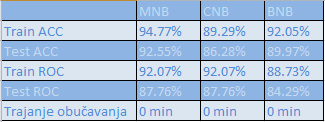 MNB CNB BNB
Train ACC 94.77% 89.29% 92.05%
Test ACC 92.55% 86.28% 89.97%
Train ROC 92.07% 92.07% 88.73%
Test ROC 87.76% 87.76% 84.29%
Trajanje obučavanja 0 min 0 min 0 min